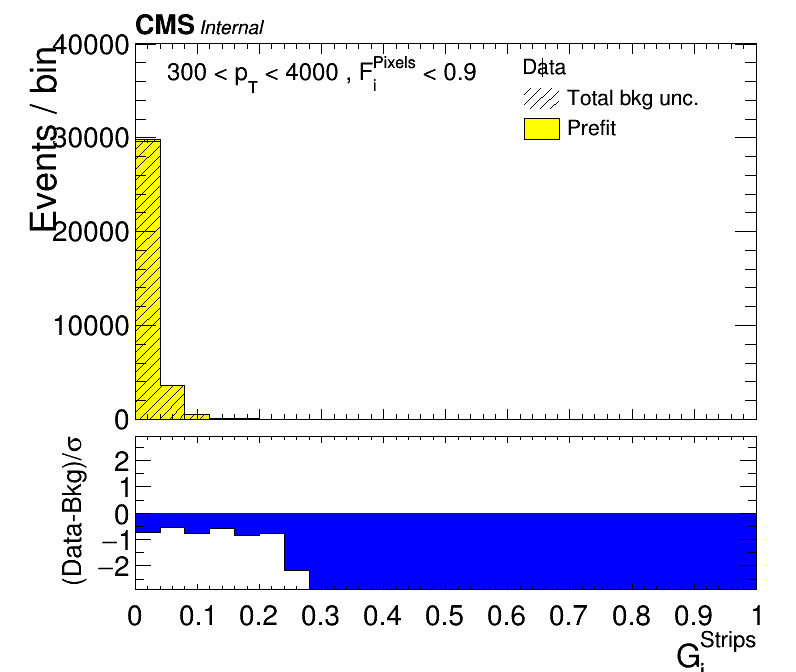 CMS Internal
300 < p_T < 4000 , F_i^Pixels < 0.9
Data
Total bkg unc.
Prefit
Events / bin
40000
30000
20000
10000
0
(Data-Bkg)/σ
2
1
0
−1
−2
0 0.1 0.2 0.3 0.4 0.5 0.6 0.7 0.8 0.9 1
G_i^Strips